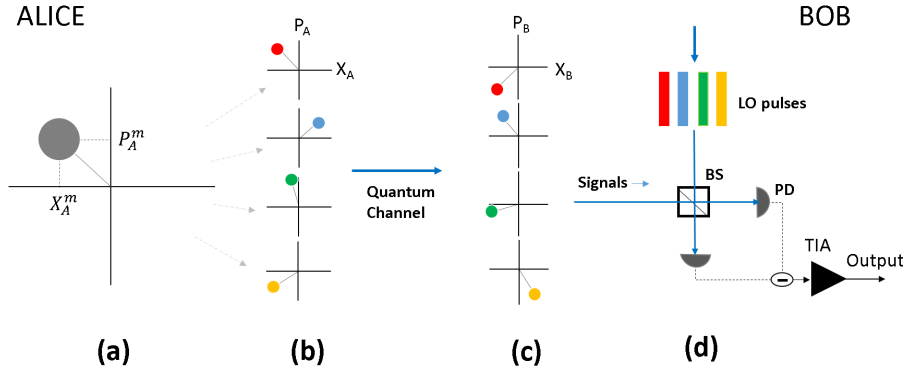 ALICE
BOB
P_A
X_A
P_B
X_B
LO pulses
P_A^m
X_A^m
Quantum
Channel
Signals
BS
PD
TIA
Output
(a)
(b)
(c)
(d)